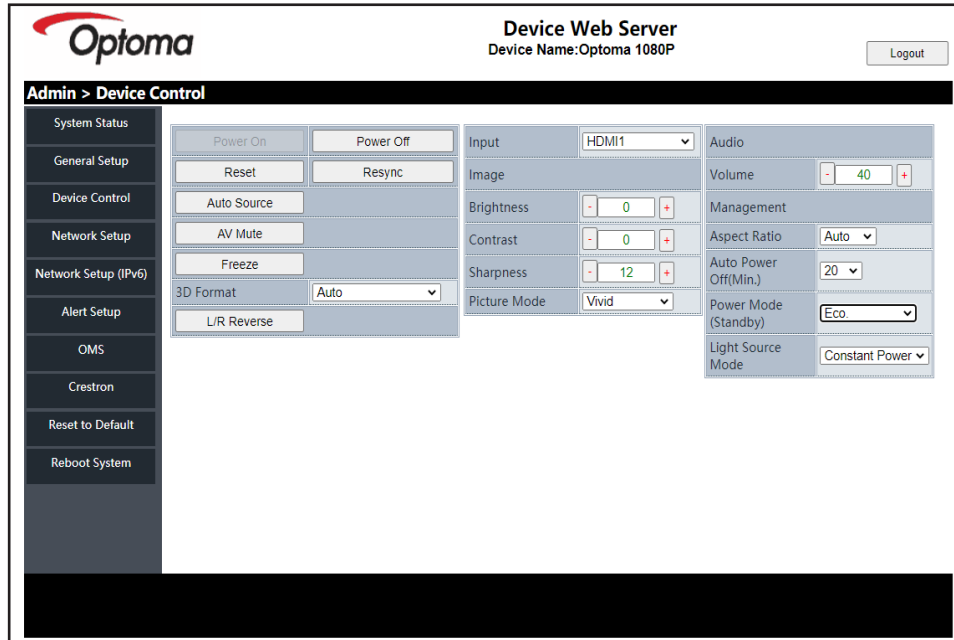 Optoma
Device Web Server
Device Name:Optoma 1080P
Logout
Admin > Device Control
System Status
General Setup
Device Control
Network Setup
Network Setup (IPv6)
Alert Setup
OMS
Crestron
Reset to Default
Reboot System
Power On
Power Off
Reset
Resync
Auto Source
AV Mute
Freeze
3D Format
Auto
L/R Reverse
Input
HDMI1
Image
Brightness
- 0 +
Contrast
- 0 +
Sharpness
- 12 +
Picture Mode
Vivid
Audio
Volume
- 40 +
Management
Aspect Ratio
Auto
Auto Power
Off(Min.)
20
Power Mode
(Standby)
Eco.
Light Source
Mode
Constant Power